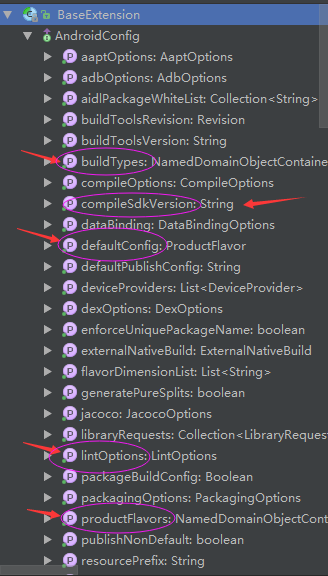 BaseExtension
AndroidConfig
aaptOptions: AaptOptions
adbOptions: AdbOptions
aidlPackageWhiteList: Collection<String>
buildToolsRevision: Revision
buildToolsVersion: String
buildTypes: NamedDomainObjectContaine
compileOptions: CompileOptions
compileSdkVersion: String
dataBinding: DataBindingOptions
defaultConfig: ProductFlavor
defaultPublishConfig: String
deviceProviders: List<DeviceProvider>
dexOptions: DexOptions
enforceUniquePackageName: boolean
externalNativeBuild: ExternalNativeBuild
flavorDimensionList: List<String>
generatePureSplits: boolean
jacoco: JacocoOptions
libraryRequests: Collection<LibraryReques
lintOptions: LintOptions
packageBuildConfig: Boolean
packagingOptions: PackagingOptions
productFlavors: NamedDomainObjectCont
publishNonDefault: boolean
resourcePrefix: String